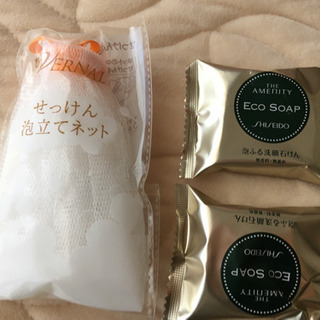 VERNAL
せっけん
泡立てネット
THE
AMENITY
ECO SOAP
SHISEIDO
THE
AMENITY
ECO SOAP
SHISEIDO